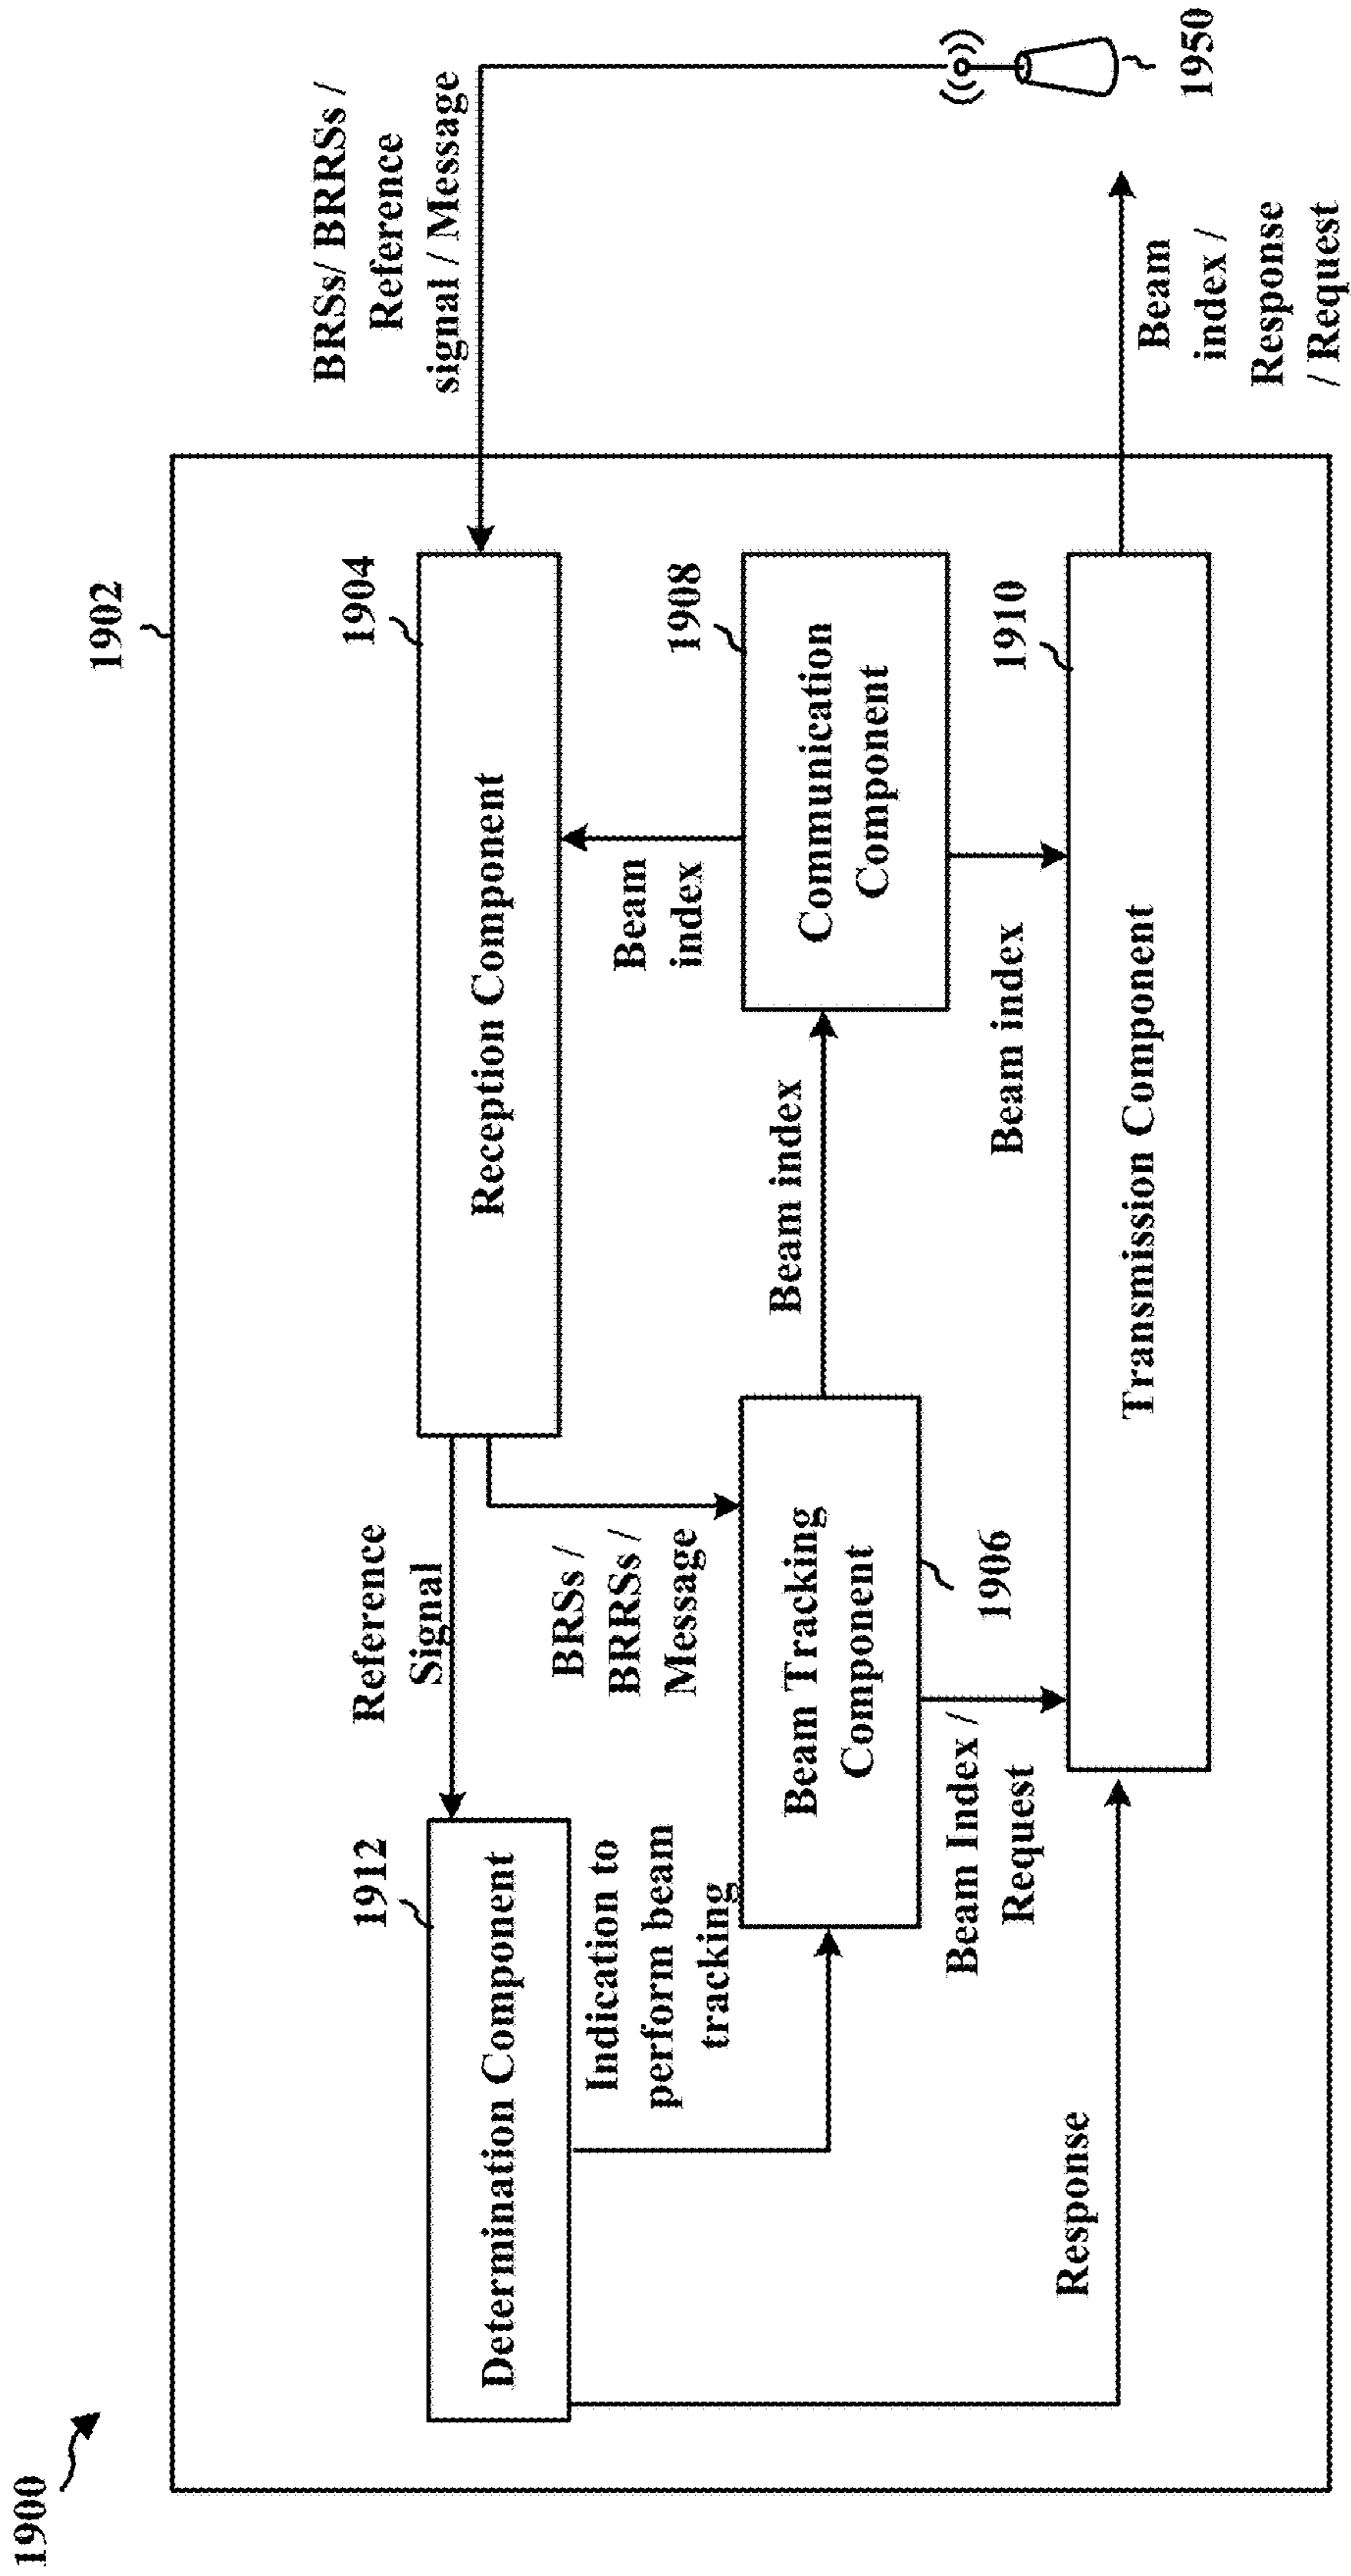 1900
1902
BRSs/ BRRSs /
Reference
signal / Message
1904
Reception Component
1912
Determination Component
Reference
Signal
BRSs /
BRRSs /
Message
Indication to
perform beam
tracking
Beam Tracking
Component
1906
Beam index
Beam
index
1908
Communication
Component
Beam index
Beam Index /
Request
Response
1910
Transmission Component
Beam
index /
Response
/ Request
1950